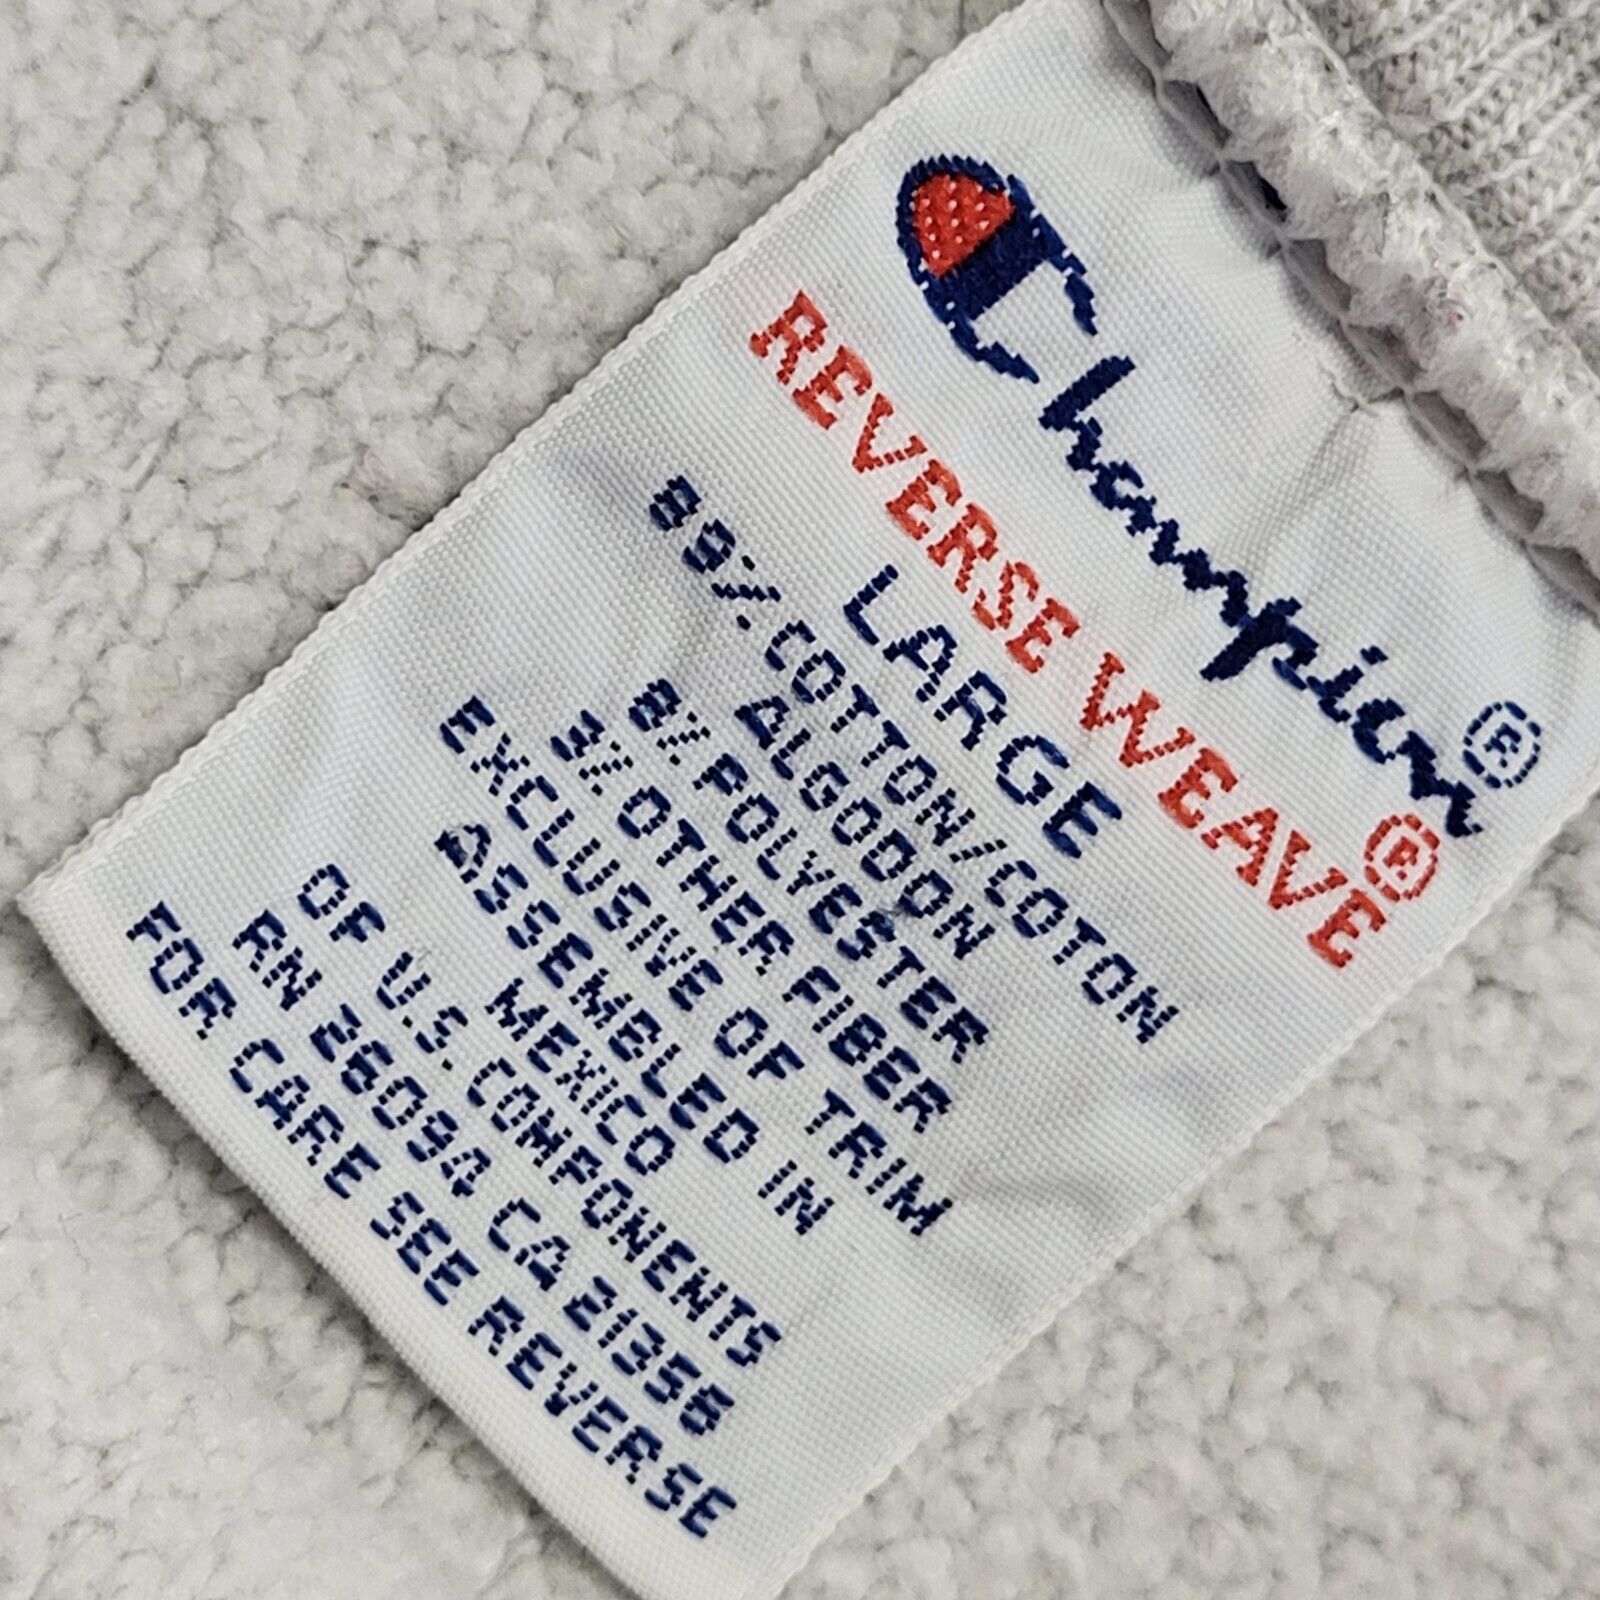 Champion®
REVERSE WEAVE®
LARGE
89% COTTON/COTON
ALGODON
8% POLYESTER
3% OTHER FIBER
EXCLUSIVE OF TRIM
ASSEMBLED IN
MEXICO
OF U.S. COMPONENTS
RN 26094 CA 21356
FOR CARE SEE REVERSE